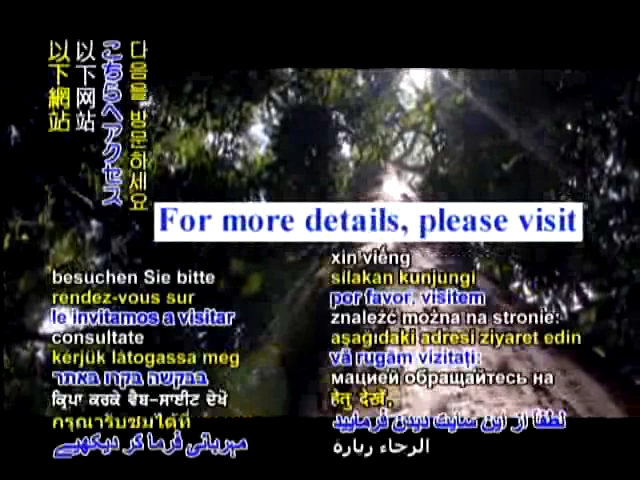 以下網站
以下网站
こちらへアクセス
다음을 방문하세요
For more details, please visit
besuchen Sie bitte
rendez-vous sur
le invitamos a visitar
consultate
kérjük látogassa meg
בבקשה בקרו באתר
ਕ੍ਰਿਪਾ ਕਰਕੇ ਵੈਬ-ਸਾਈਟ ਦੇਖੋ
กรุณารับชมได้ที่
مہربانی فرما کر دیکھیے
xin viếng
silakan kunjungi
por favor, visitem
znaleźć można na stronie:
aşağıdaki adresi ziyaret edin
vă rugăm vizitaţi:
мацией обращайтесь на
हेतु देखें,
لطفا از این سایت دیدن فرمایید
الرجاء زيارة